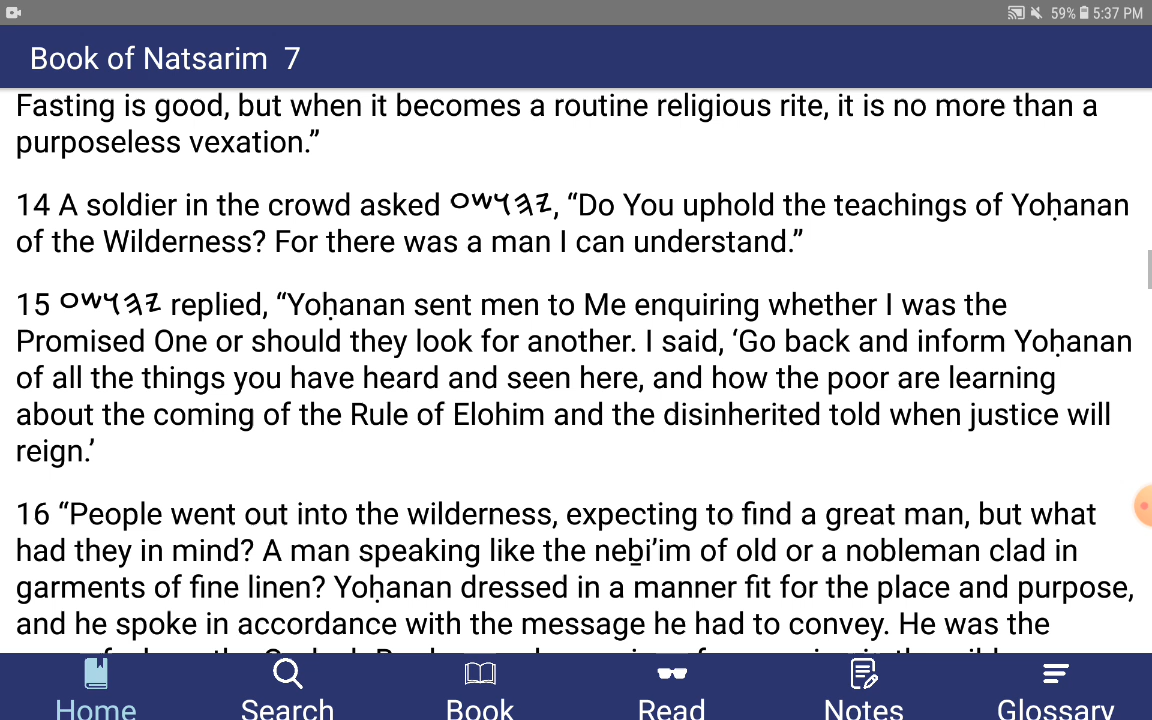 59% 5:37 PM
Book of Natsarim 7
Fasting is good, but when it becomes a routine religious rite, it is no more than a
purposeless vexation.”
14 A soldier in the crowd asked 𐤉𐤄𐤅𐤔𐤏, “Do You uphold the teachings of Yoḥanan
of the Wilderness? For there was a man I can understand.”
15 𐤉𐤄𐤅𐤔𐤏 replied, “Yoḥanan sent men to Me enquiring whether I was the
Promised One or should they look for another. I said, ‘Go back and inform Yoḥanan
of all the things you have heard and seen here, and how the poor are learning
about the coming of the Rule of Elohim and the disinherited told when justice will
reign.’
16 “People went out into the wilderness, expecting to find a great man, but what
had they in mind? A man speaking like the neḇi’im of old or a nobleman clad in
garments of fine linen? Yoḥanan dressed in a manner fit for the place and purpose,
and he spoke in accordance with the message he had to convey. He was the
Home Search Book Read Notes Glossary